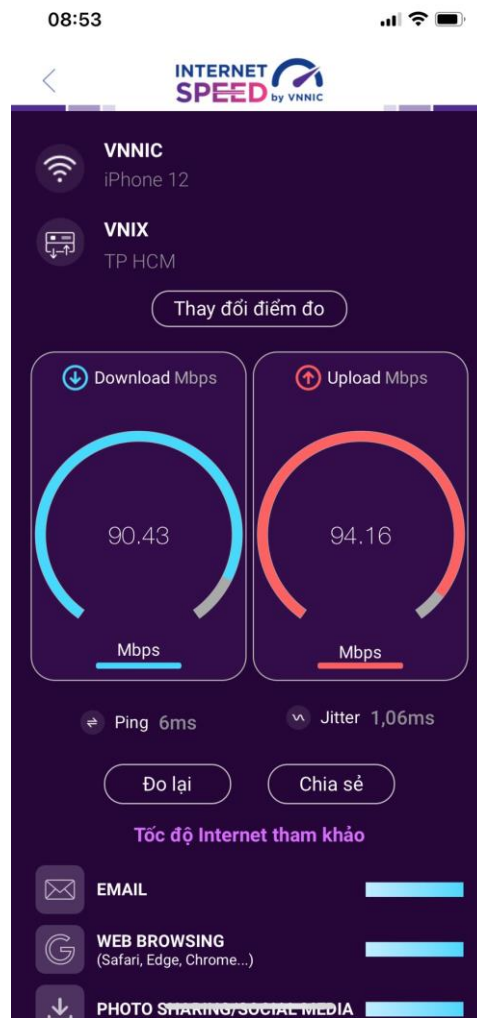 08:53
INTERNET
SPEED by VNNIC
VNNIC
iPhone 12
VNIX
TP HCM
Thay đổi điểm đo
Download Mbps
Upload Mbps
90.43
94.16
Mbps
Mbps
Ping 6ms
Jitter 1,06ms
Đo lại
Chia sẻ
Tốc độ Internet tham khảo
EMAIL
WEB BROWSING
(Safari, Edge, Chrome...)
PHOTO SHARING/SOCIAL MEDIA